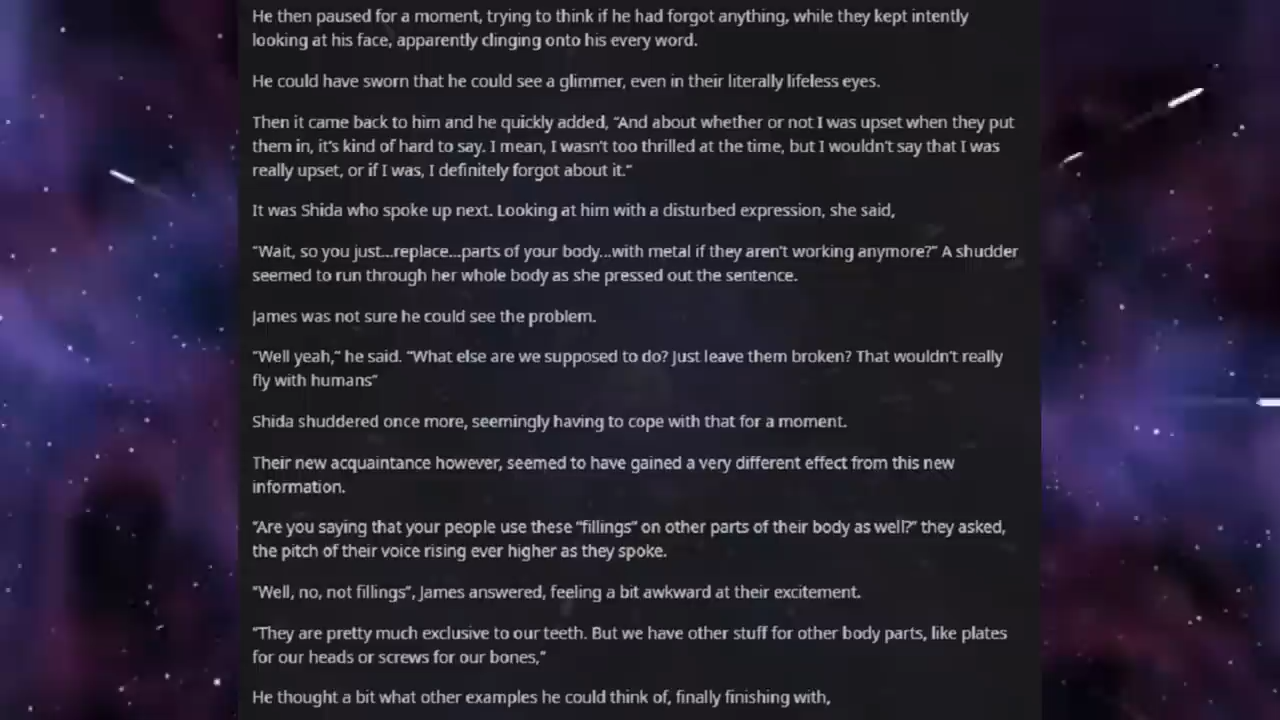 He then paused for a moment, trying to think if he had forgot anything, while they kept intently
looking at his face, apparently clinging onto his every word.
He could have sworn that he could see a glimmer, even in their literally lifeless eyes.
Then it came back to him and he quickly added, “And about whether or not I was upset when they put
them in, it’s kind of hard to say. I mean, I wasn’t too thrilled at the time, but I wouldn’t say that I was
really upset, or if I was, I definitely forgot about it.”
It was Shida who spoke up next. Looking at him with a disturbed expression, she said,
“Wait, so you just...replace...parts of your body...with metal if they aren’t working anymore?” A shudder
seemed to run through her whole body as she pressed out the sentence.
James was not sure he could see the problem.
“Well yeah,” he said. “What else are we supposed to do? Just leave them broken? That wouldn’t really
fly with humans”
Shida shuddered once more, seemingly having to cope with that for a moment.
Their new acquaintance however, seemed to have gained a very different effect from this new
information.
“Are you saying that your people use these “fillings” on other parts of their body as well?” they asked,
the pitch of their voice rising ever higher as they spoke.
“Well, no, not fillings”, James answered, feeling a bit awkward at their excitement.
“They are pretty much exclusive to our teeth. But we have other stuff for other body parts, like plates
for our heads or screws for our bones,”
He thought a bit what other examples he could think of, finally finishing with,